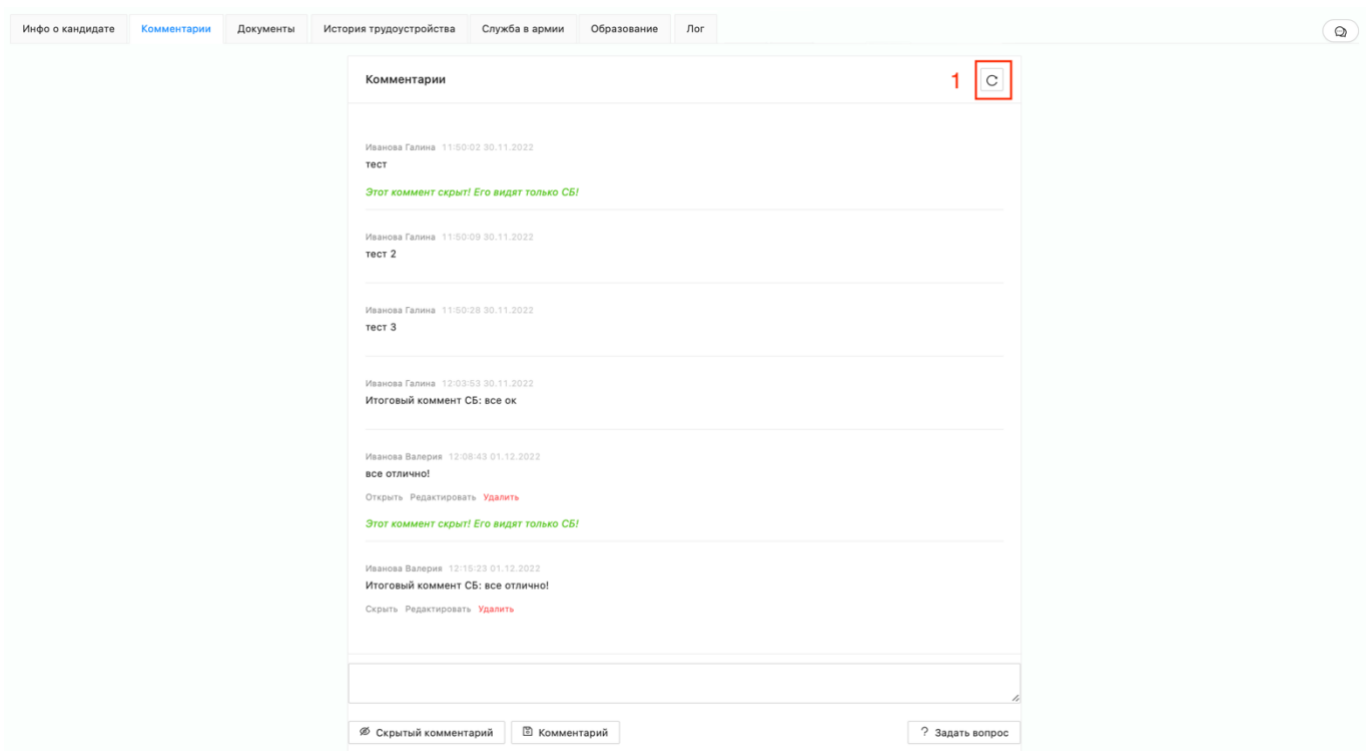 Инфо о кандидате Комментарии Документы История трудоустройства Служба в армии Образование Лог
Комментарии 1
Иванова Галина 11:50:02 30.11.2022
тест
Этот коммент скрыт! Его видят только СБ!
Иванова Галина 11:50:09 30.11.2022
тест 2
Иванова Галина 11:50:28 30.11.2022
тест 3
Иванова Галина 12:03:53 30.11.2022
Итоговый коммент СБ: все ок
Иванова Валерия 12:08:43 01.12.2022
все отлично!
Открыть Редактировать Удалить
Этот коммент скрыт! Его видят только СБ!
Иванова Валерия 12:15:23 01.12.2022
Итоговый коммент СБ: все отлично!
Скрыть Редактировать Удалить
Скрытый комментарий Комментарий ? Задать вопрос